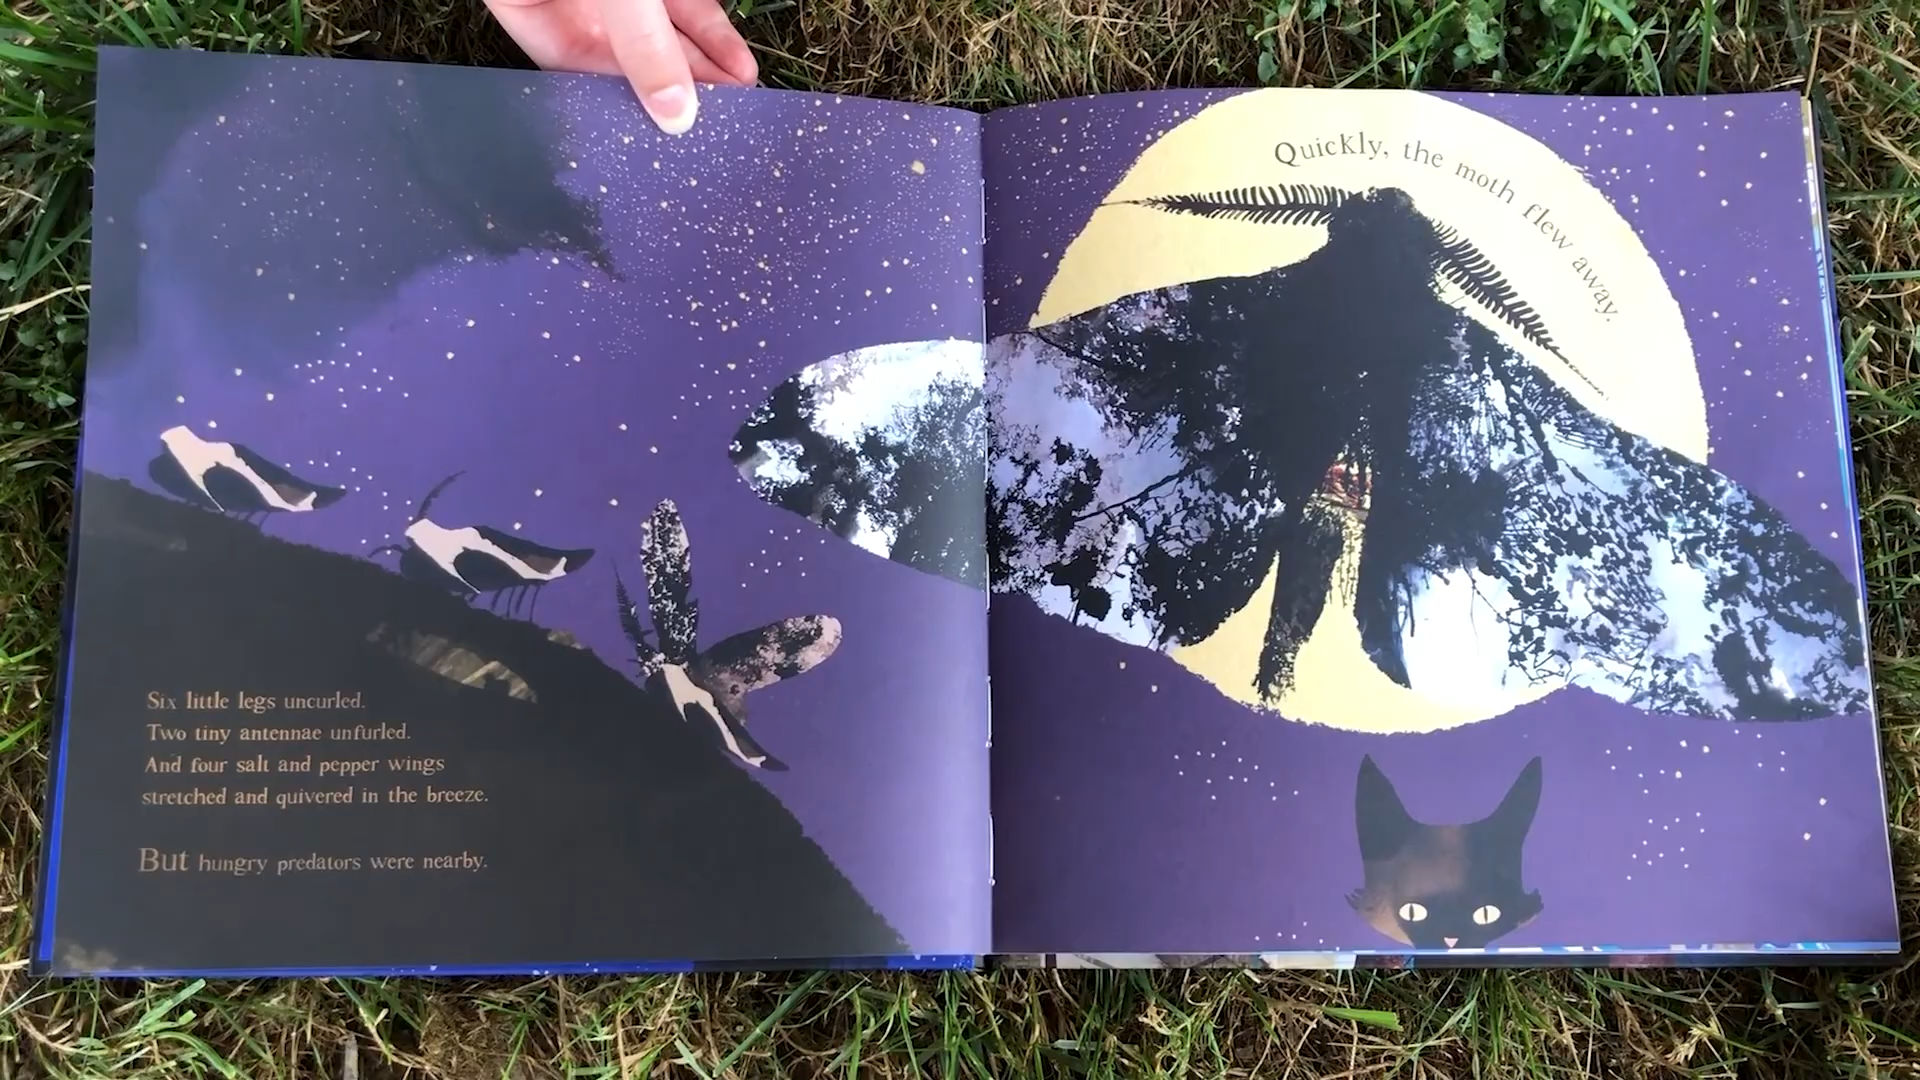 Six little legs uncurled.
Two tiny antennae unfurled.
And four salt and pepper wings
stretched and quivered in the breeze.
But hungry predators were nearby.
Quickly, the moth flew away.